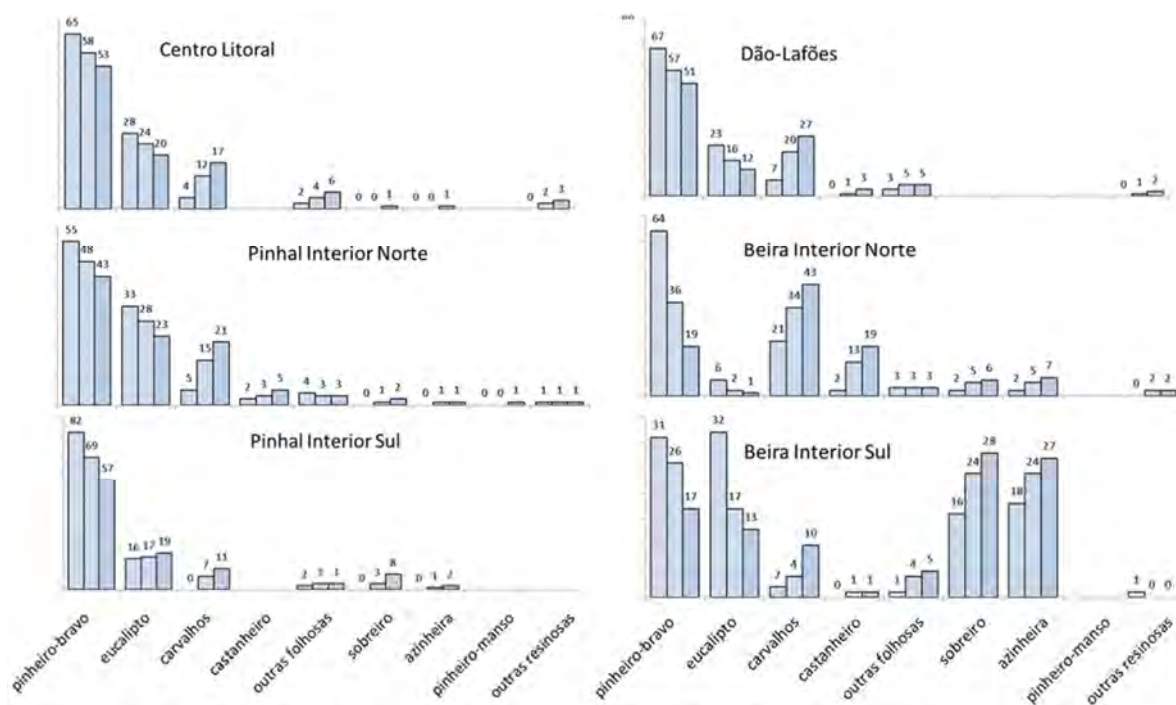 Centro Litoral
65 58 53 28 24 20 4 12 17 2 4 6 0 0 1 0 0 1 0 2 3
Pinhal Interior Norte
55 48 43 33 28 23 5 15 21 2 3 5 4 3 3 0 1 2 0 1 1 0 0 1 1 1 1
Pinhal Interior Sul
82 69 57 16 17 19 0 7 11 2 3 3 0 3 8 0 1 2
pinheiro-bravo
eucalipto
carvalhos
castanheiro
outras folhosas
sobreiro
azinheira
pinheiro-manso
outras resinosas
Dão-Lafões
67 57 51 23 16 12 7 20 27 0 1 3 3 5 5 0 1 2
Beira Interior Norte
64 36 19 6 2 1 21 34 43 2 13 19 3 3 3 2 5 6 2 5 7 0 2 2
Beira Interior Sul
31 26 17 32 17 13 2 4 10 0 1 1 1 4 5 16 24 28 18 24 27 1 0 0
pinheiro-bravo
eucalipto
carvalhos
castanheiro
outras folhosas
sobreiro
azinheira
pinheiro-manso
outras resinosas